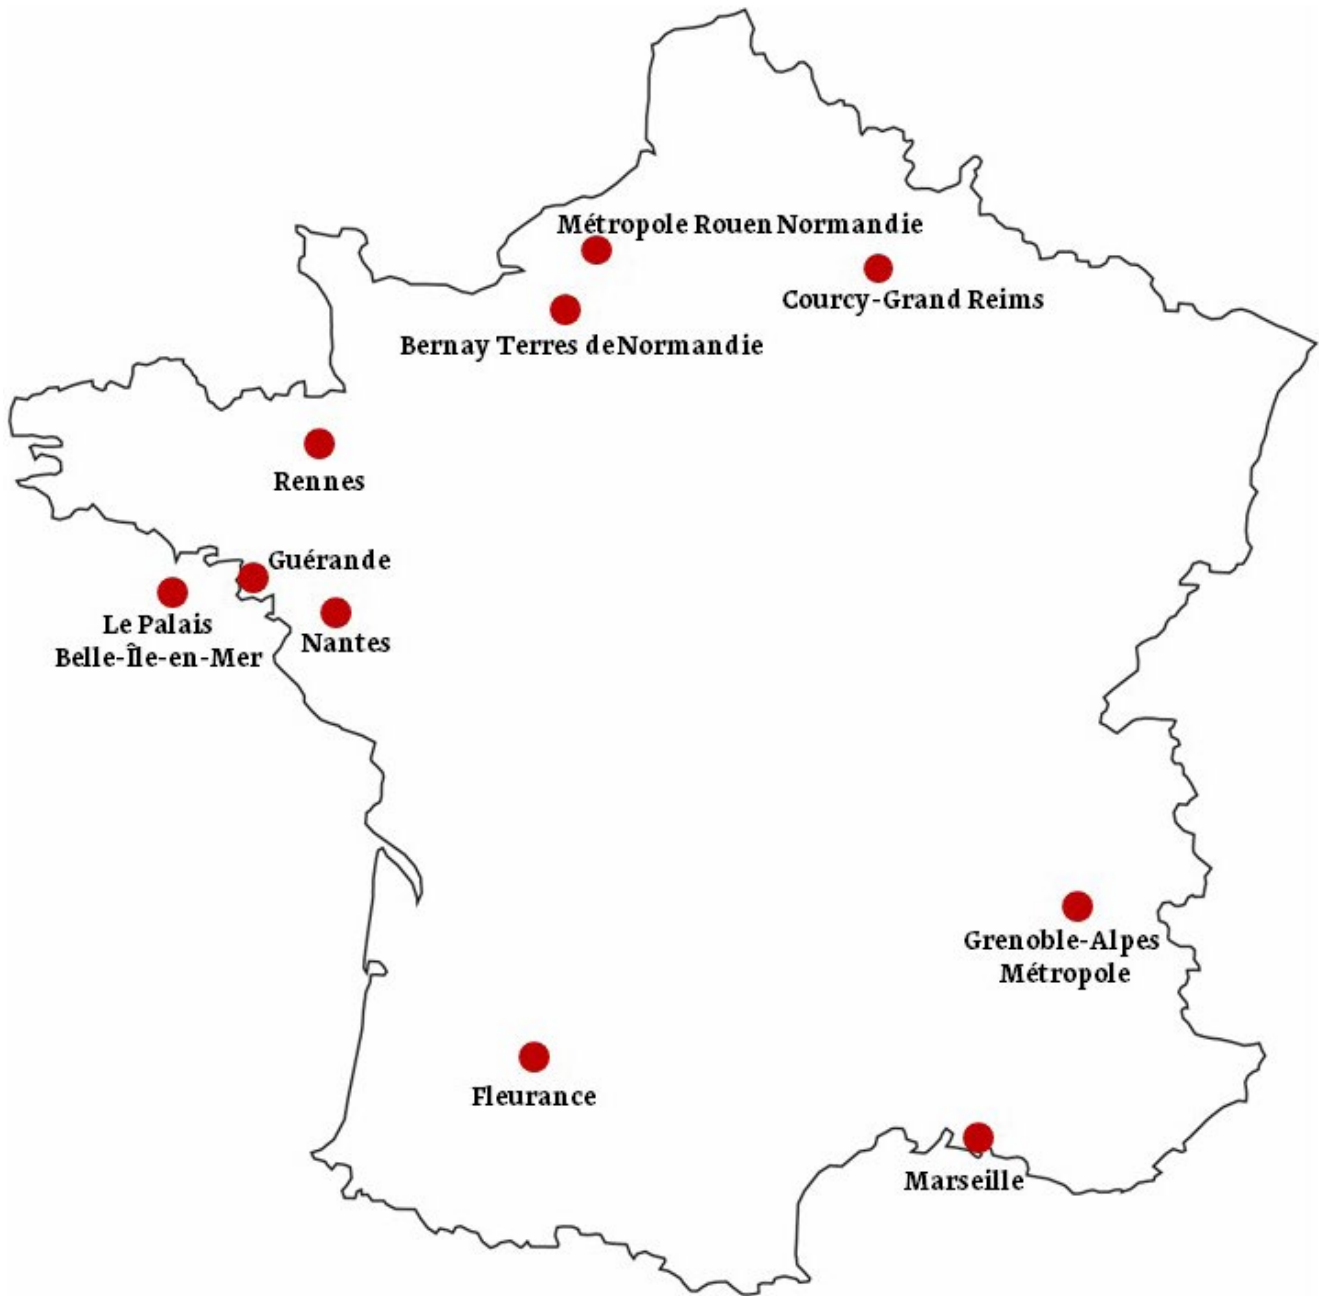 Métropole Rouen Normandie
Courcy-Grand Reims
Bernay Terres deNormandie
Rennes
Guérande
Le Palais
Belle-Île-en-Mer
Nantes
Grenoble-Alpes
Métropole
Fleurance
Marseille